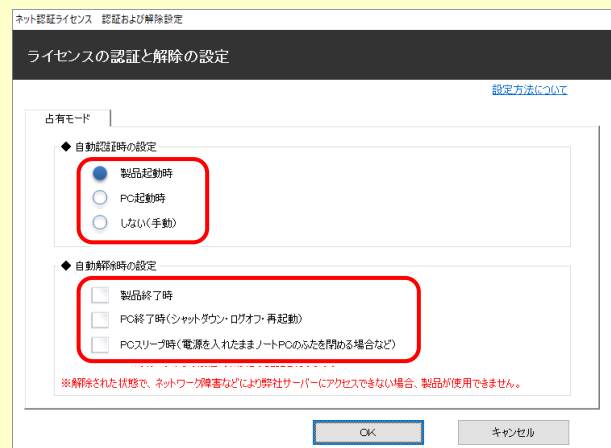 ネット認証ライセンス 認証および解除設定
ライセンスの認証と解除の設定
設定方法について
占有モード
◆ 自動認証時の設定
製品起動時
PC起動時
しない(手動)
◆ 自動解除時の設定
製品終了時
PC終了時(シャットダウン・ログオフ・再起動)
PCスリープ時(電源を入れたままノートPCのふたを閉める場合など)
※解除された状態で、ネットワーク障害などにより弊社サーバーにアクセスできない場合、製品が使用できません。
OK
キャンセル